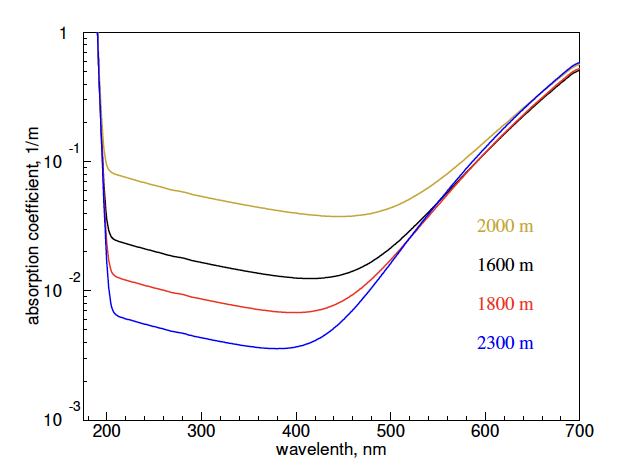 1
10 -1
10 -2
10 -3
absorption coefficient, 1/m
2000 m
1600 m
1800 m
2300 m
200 300 400 500 600 700
wavelenth, nm